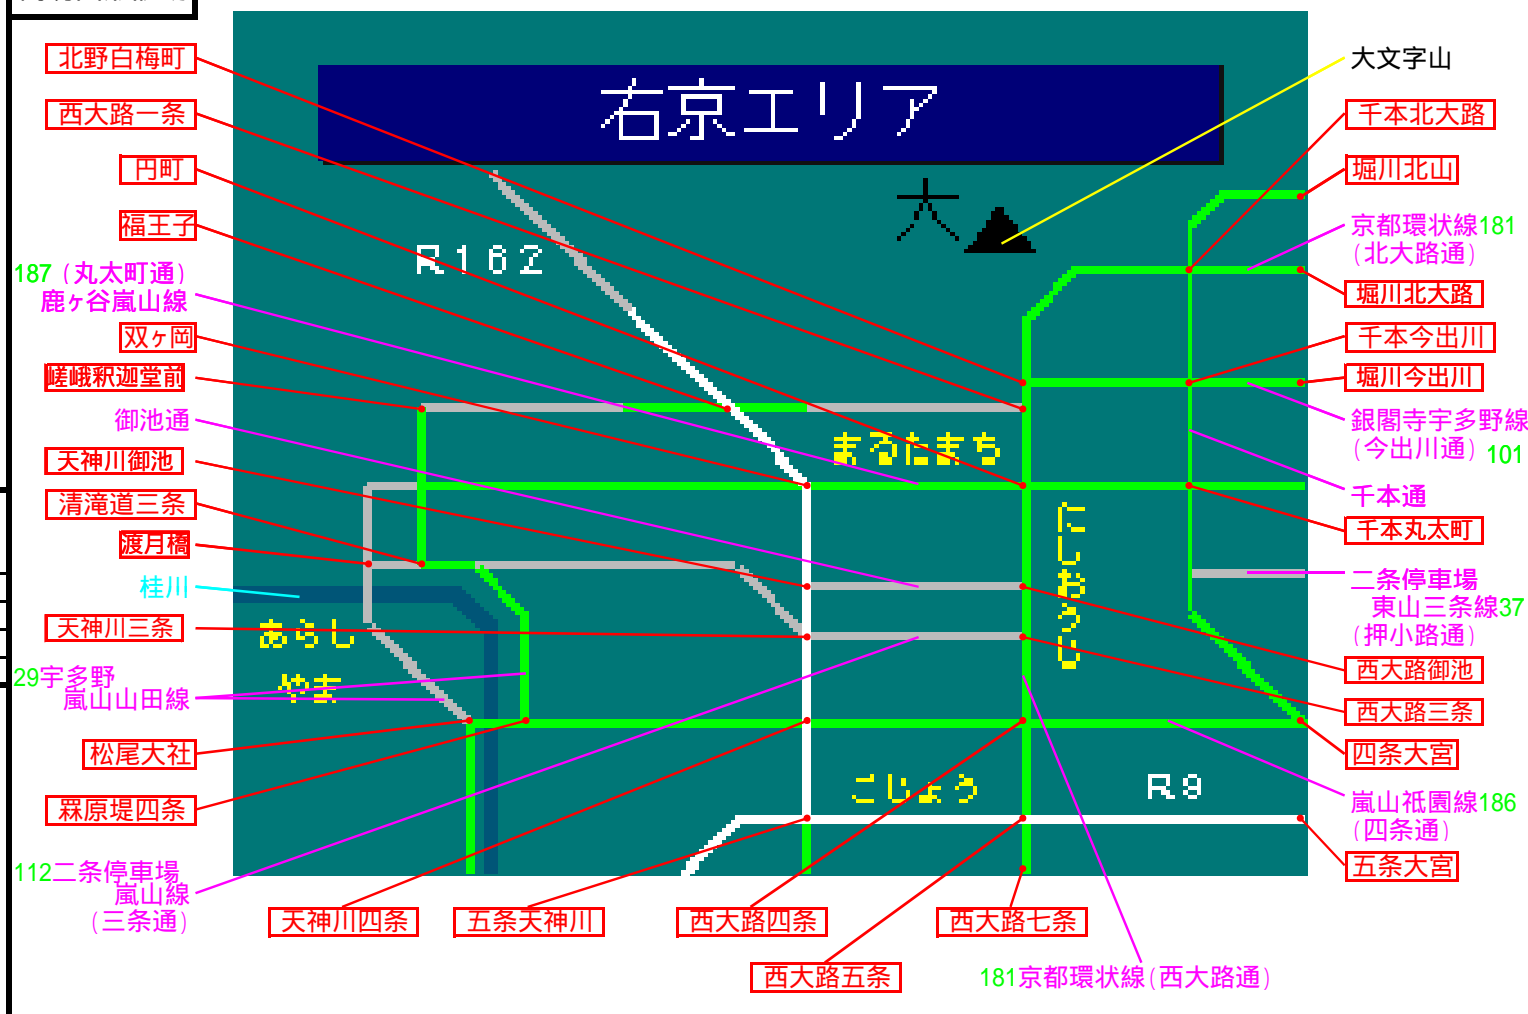 北野白梅町
西大路一条
円町
福王子
187 (丸太町通)
鹿ヶ谷嵐山線
双ヶ岡
嵯峨釈迦堂前
御池通
天神川御池
清滝道三条
渡月橋
桂川
天神川三条
29宇多野
嵐山山田線
松尾大社
罧原堤四条
112二条停車場
嵐山線
(三条通)
右京エリア
大
R162
まるたまち
にしおうじ
あらし
やま
ごじょう
R9
大文字山
千本北大路
堀川北山
京都環状線181
(北大路通)
堀川北大路
千本今出川
堀川今出川
銀閣寺宇多野線
(今出川通) 101
千本通
千本丸太町
二条停車場
東山三条線37
(押小路通)
西大路御池
西大路三条
四条大宮
嵐山祇園線186
(四条通)
五条大宮
天神川四条
五条天神川
西大路四条
西大路七条
西大路五条
181京都環状線(西大路通)